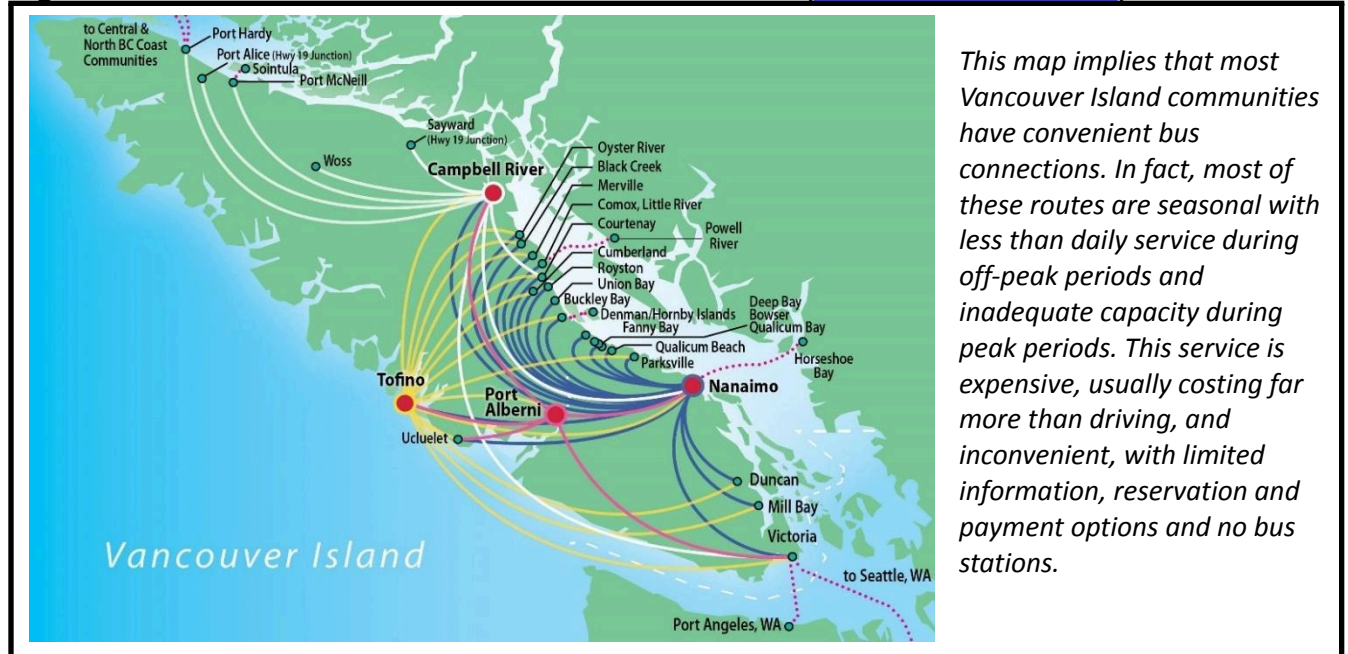 to Central &
North BC Coast
Communities
Port Hardy
Port Alice (Hwy 19 Junction)
Sointula
Port McNeill
Sayward
(Hwy 19 Junction)
Woss
Campbell River
Oyster River
Black Creek
Merville
Comox, Little River
Courtenay
Powell
River
Cumberland
Royston
Union Bay
Buckley Bay
Denman/Hornby Islands
Fanny Bay
Deep Bay
Bowser
Qualicum Bay
Qualicum Beach
Parksville
Horseshoe
Bay
Tofino
Port
Alberni
Nanaimo
Ucluelet
Duncan
Mill Bay
Victoria
Vancouver Island
to Seattle, WA
Port Angeles, WA
This map implies that most
Vancouver Island communities
have convenient bus
connections. In fact, most of
these routes are seasonal with
less than daily service during
off-peak periods and
inadequate capacity during
peak periods. This service is
expensive, usually costing far
more than driving, and
inconvenient, with limited
information, reservation and
payment options and no bus
stations.